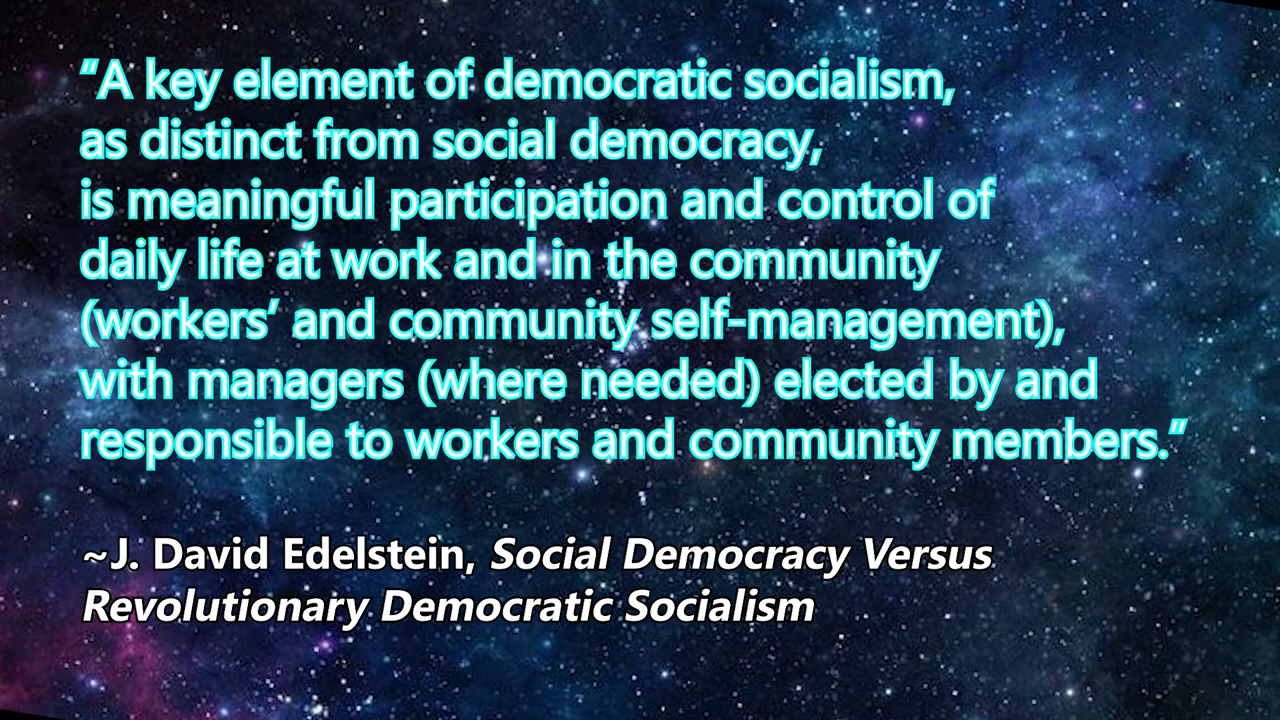 “A key element of democratic socialism,
as distinct from social democracy,
is meaningful participation and control of
daily life at work and in the community
(workers’ and community self-management),
with managers (where needed) elected by and
responsible to workers and community members.”
~J. David Edelstein, Social Democracy Versus
Revolutionary Democratic Socialism